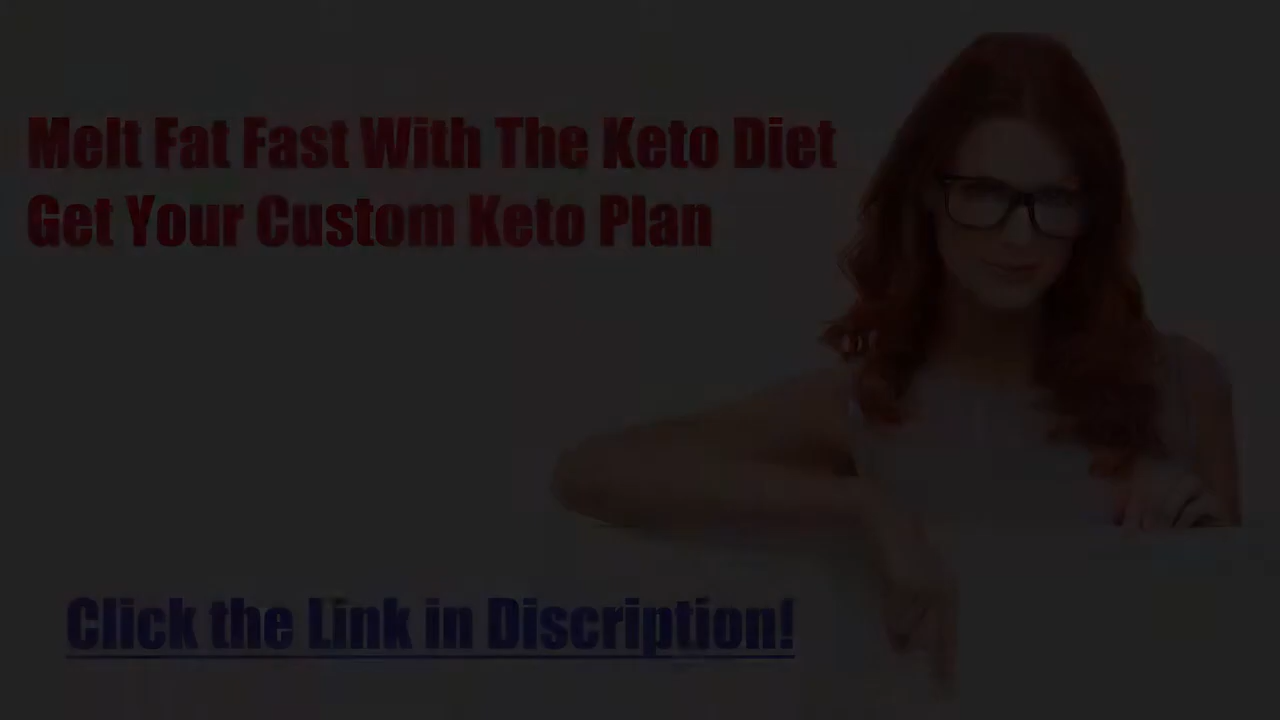 Melt Fat Fast With The Keto Diet
Get Your Custom Keto Plan
Click the Link in Discription!